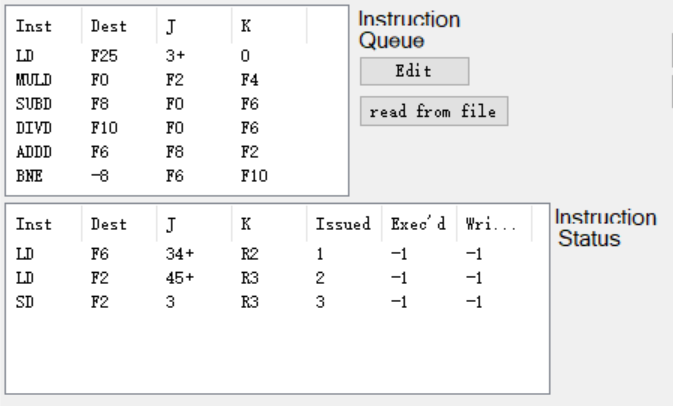 Inst Dest J K
LD F25 3+ 0
MULD F0 F2 F4
SUBD F8 F0 F6
DIVD F10 F0 F6
ADDD F6 F8 F2
BNE -8 F6 F10
Instruction
Queue
Edit
read from file
Inst Dest J K Issued Exec'd Wri...
LD F6 34+ R2 1 -1 -1
LD F2 45+ R3 2 -1 -1
SD F2 3 R3 3 -1 -1
Instruction
Status